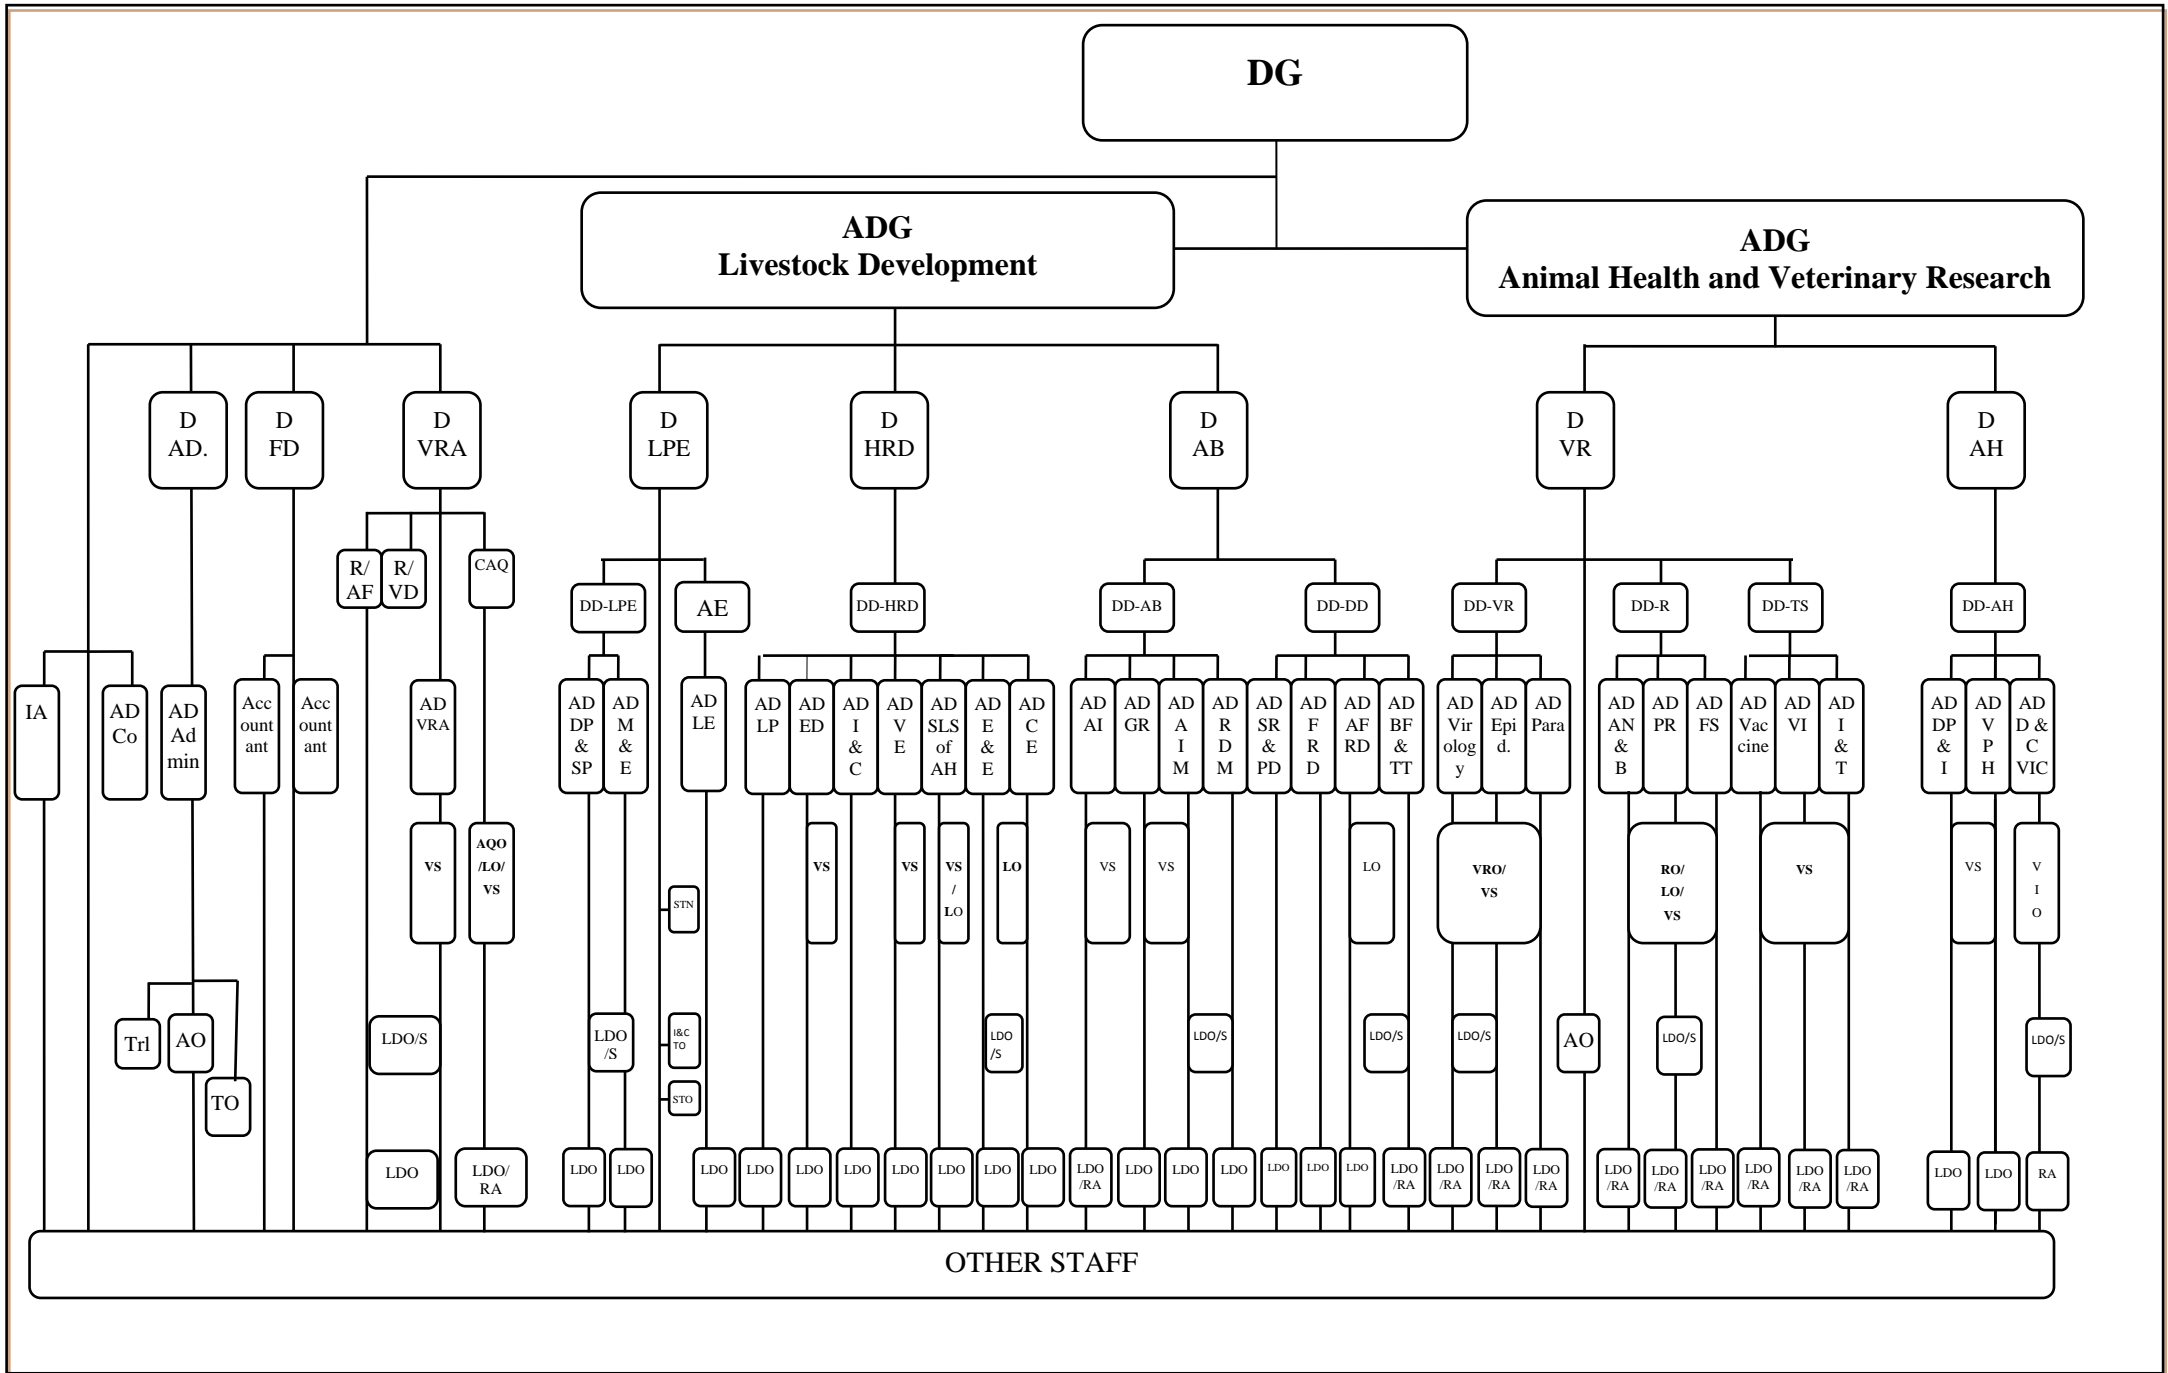 DG
ADG
Livestock Development
ADG
Animal Health and Veterinary Research
D
AD.
D
FD
D
VRA
D
LPE
D
HRD
D
AB
D
VR
D
AH
R/
AF
R/
VD
CAQ
DD-LPE
AE
DD-HRD
DD-AB
DD-DD
DD-VR
DD-R
DD-TS
DD-AH
IA
AD
Co
AD
Ad
min
Acc
ount
ant
Acc
ount
ant
AD
VRA
AD
DP
&
SP
AD
M
&
E
AD
LE
AD
LP
AD
ED
AD
I
&
C
AD
V
E
AD
SLS
of
AH
AD
E
&
E
AD
C
E
AD
AI
AD
GR
AD
A
I
M
AD
R
D
M
AD
SR
&
PD
AD
F
R
D
AD
AF
RD
AD
BF
&
TT
AD
Vir
olog
y
AD
Epi
d.
AD
Para
AD
AN
&
B
AD
PR
AD
FS
AD
Vac
cine
AD
VI
AD
I
&
T
AD
DP
&
I
AD
V
P
H
AD
D &
C
VIC
VS
AQO
/LO/
VS
VS
VS
VS
/
LO
LO
VS
VS
LO
VRO/
VS
RO/
LO/
VS
VS
VS
V
I
O
STN
Trl
AO
TO
LDO/S
LDO
/S
I&C
TO
STO
LDO
/S
LDO/S
LDO/S
LDO/S
AO
LDO/S
LDO/S
LDO
LDO/
RA
LDO
LDO
LDO
LDO
LDO
LDO
LDO
LDO
LDO
LDO
LDO
/RA
LDO
LDO
LDO
LDO
LDO
LDO
LDO
/RA
LDO
/RA
LDO
/RA
LDO
/RA
LDO
/RA
LDO
/RA
LDO
/RA
LDO
/RA
LDO
/RA
LDO
/RA
LDO
LDO
RA
OTHER STAFF